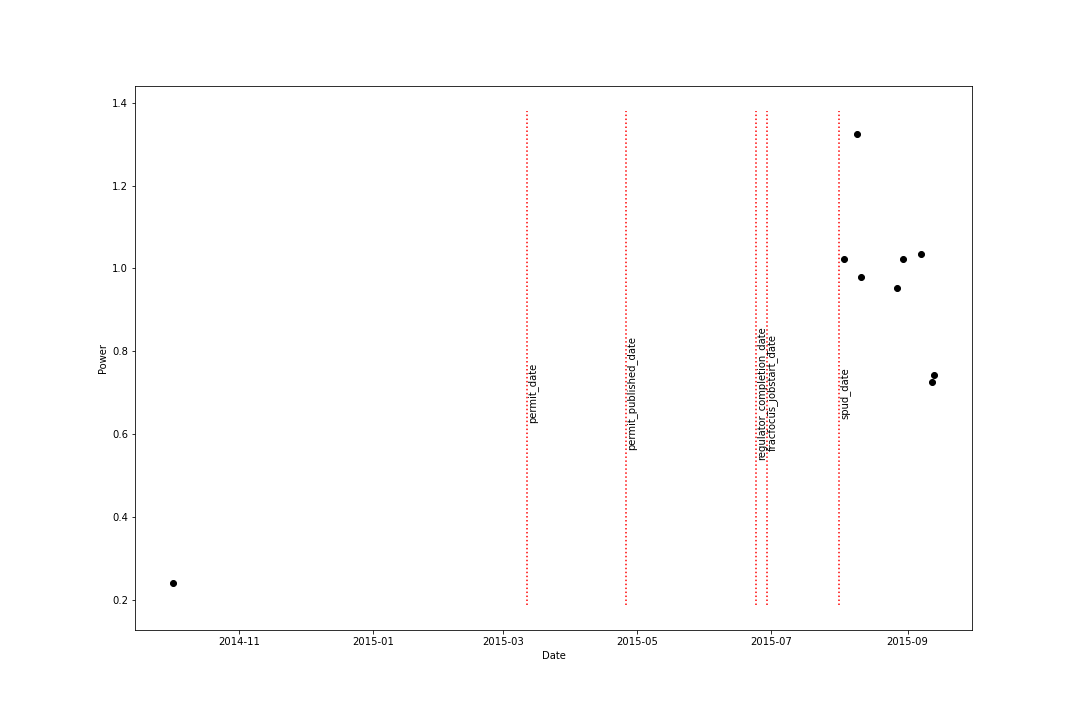 1.4
1.2
1.0
0.8
0.6
0.4
0.2
Power
permit_date
permit_published_date
regulator_completion_date
fracfocus_jobstart_date
spud_date
2014-11
2015-01
2015-03
2015-05
2015-07
2015-09
Date